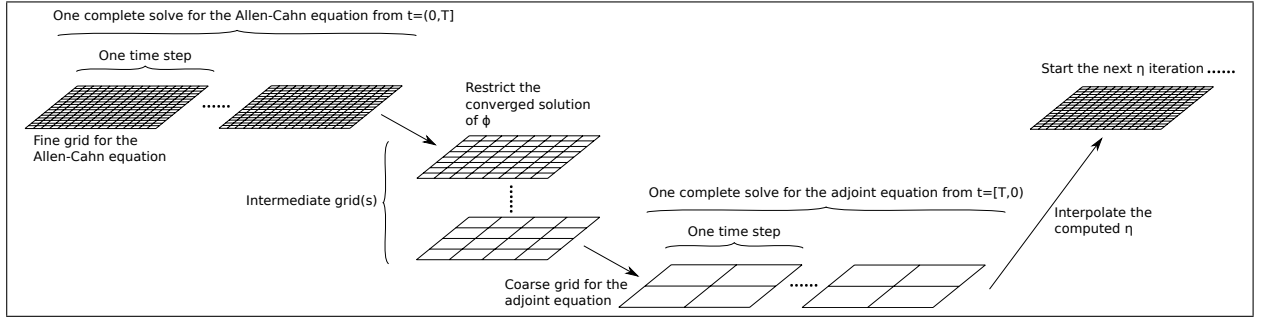 One complete solve for the Allen-Cahn equation from t=(0,T]
One time step
Fine grid for the
Allen-Cahn equation
Restrict the
converged solution
of ϕ
Intermediate grid(s)
One complete solve for the adjoint equation from t=[T,0)
One time step
Coarse grid for the
adjoint equation
Interpolate the
computed η
Start the next η iteration ......